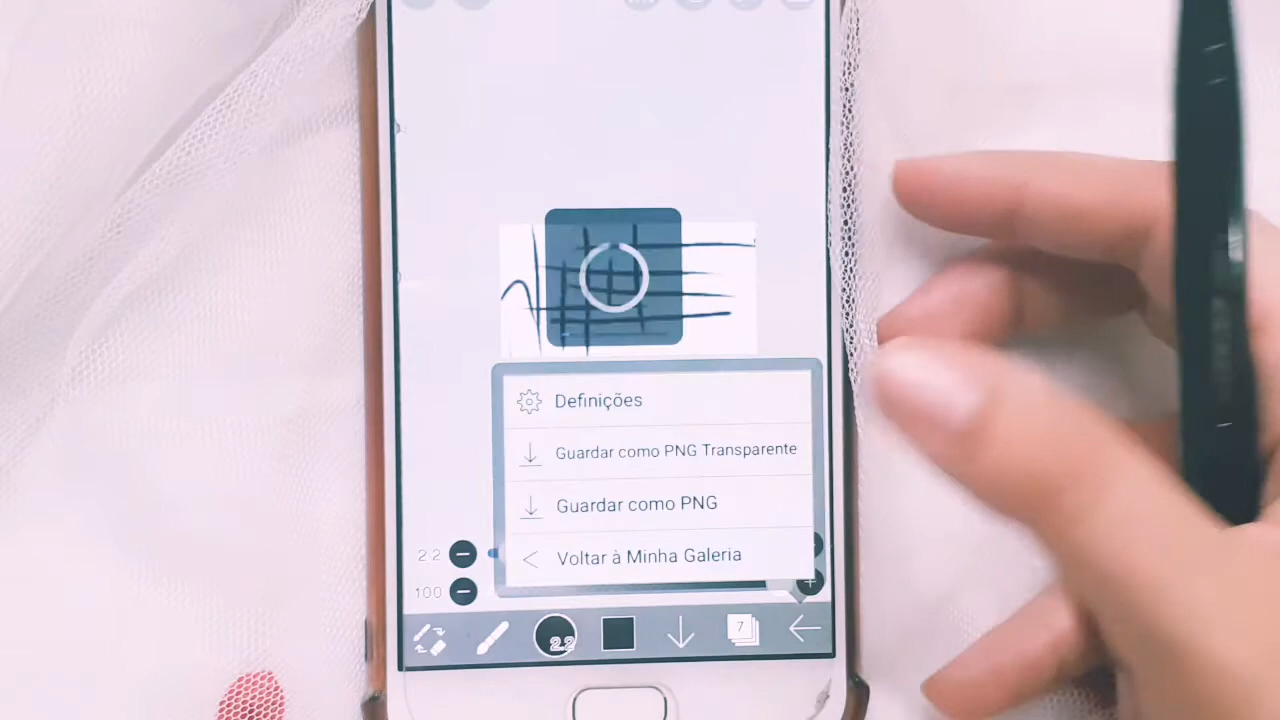 Definições
Guardar como PNG Transparente
Guardar como PNG
Voltar à Minha Galeria
2.2
100
2.2
7